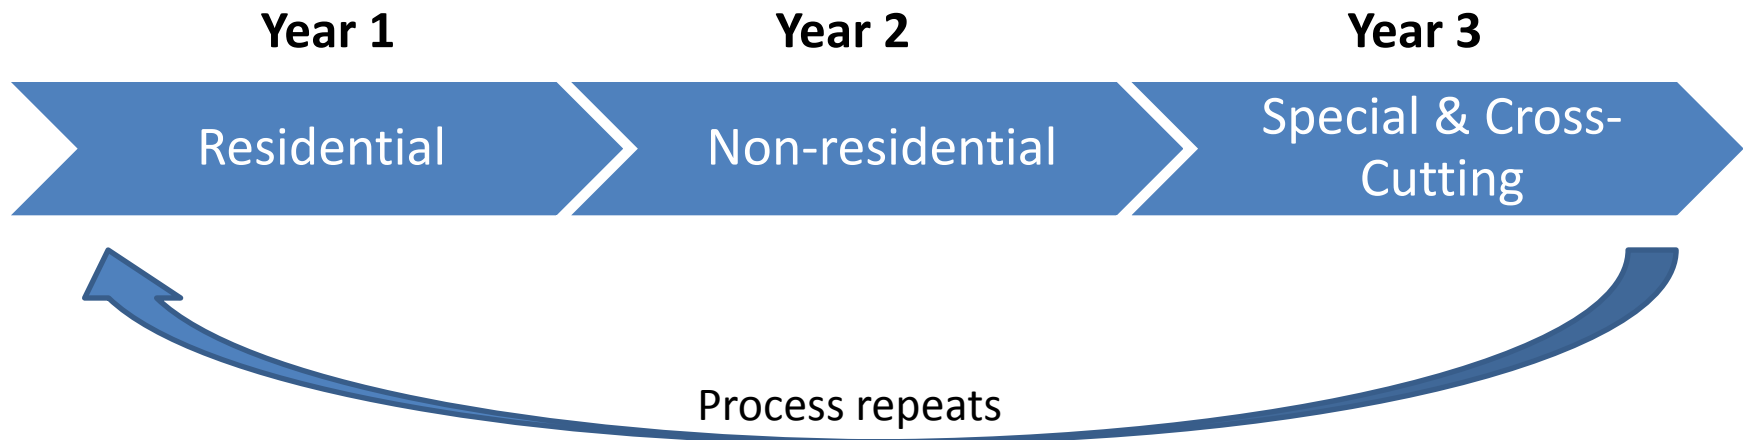 Year 1
Year 2
Year 3
Residential
Non-residential
Special & Cross-
Cutting
Process repeats